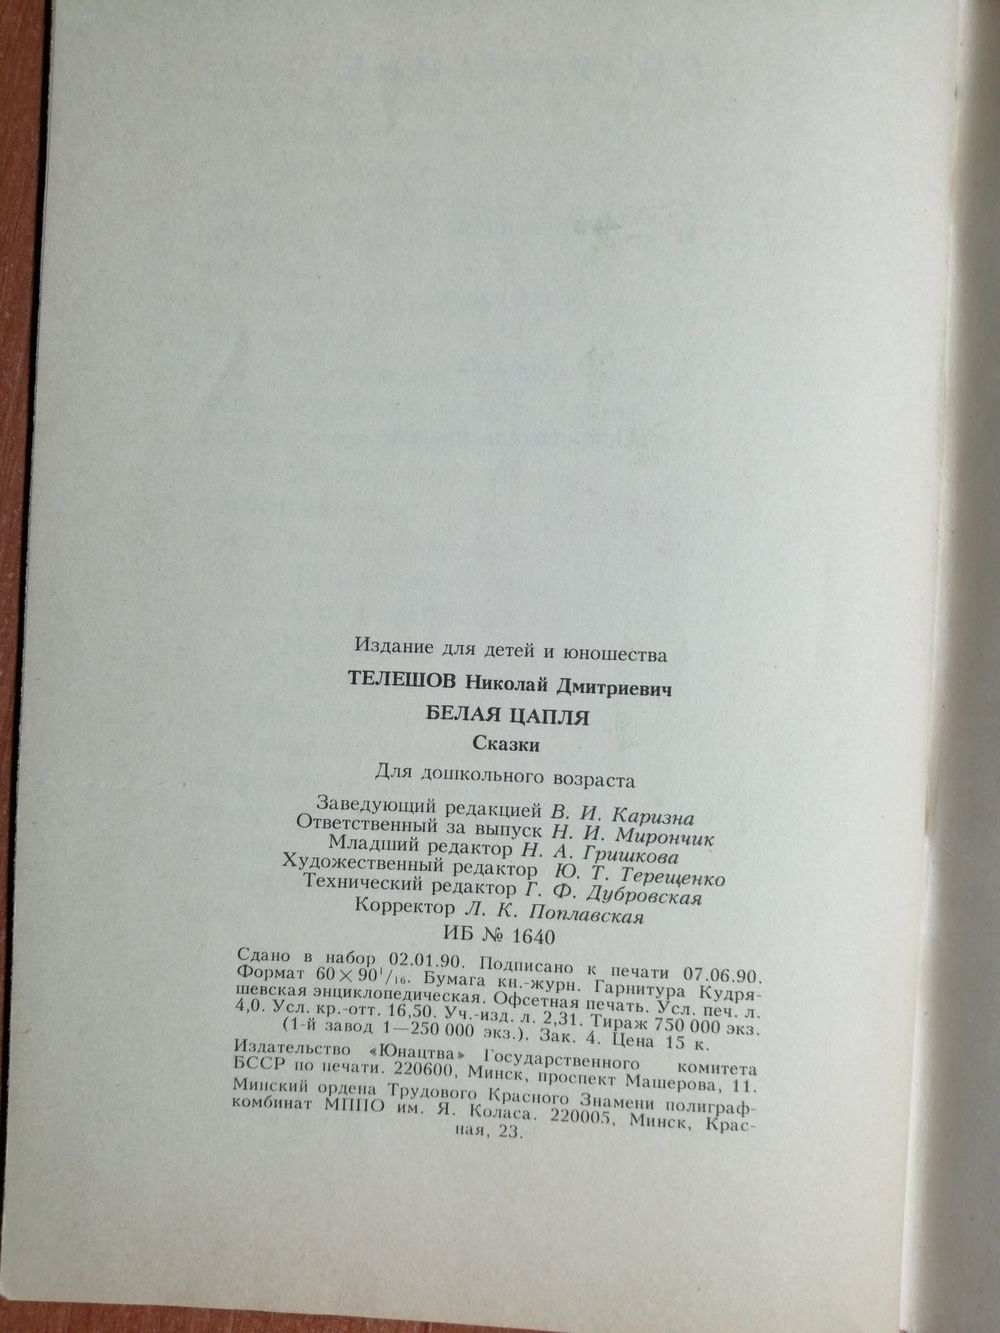 Издание для детей и юношества
ТЕЛЕШОВ Николай Дмитриевич
БЕЛАЯ ЦАПЛЯ
Сказки
Для дошкольного возраста
Заведующий редакцией В. И. Каризна
Ответственный за выпуск Н. И. Мирончик
Младший редактор Н. А. Гришкова
Художественный редактор Ю. Т. Терещенко
Технический редактор Г. Ф. Дубровская
Корректор Л. К. Поплавская
ИБ № 1640
Сдано в набор 02.01.90. Подписано к печати 07.06.90.
Формат 60×90¹/₁₆. Бумага кн.-журн. Гарнитура Кудря-
шевская энциклопедическая. Офсетная печать. Усл. печ. л.
4,0. Усл. кр.-отт. 16,50. Уч.-изд. л. 2,31. Тираж 750 000 экз.
(1-й завод 1—250 000 экз.). Зак. 4. Цена 15 к.
Издательство «Юнацтва» Государственного комитета
БССР по печати. 220600, Минск, проспект Машерова, 11.
Минский ордена Трудового Красного Знамени полиграф-
комбинат МППО им. Я. Коласа. 220005, Минск, Крас-
ная, 23.